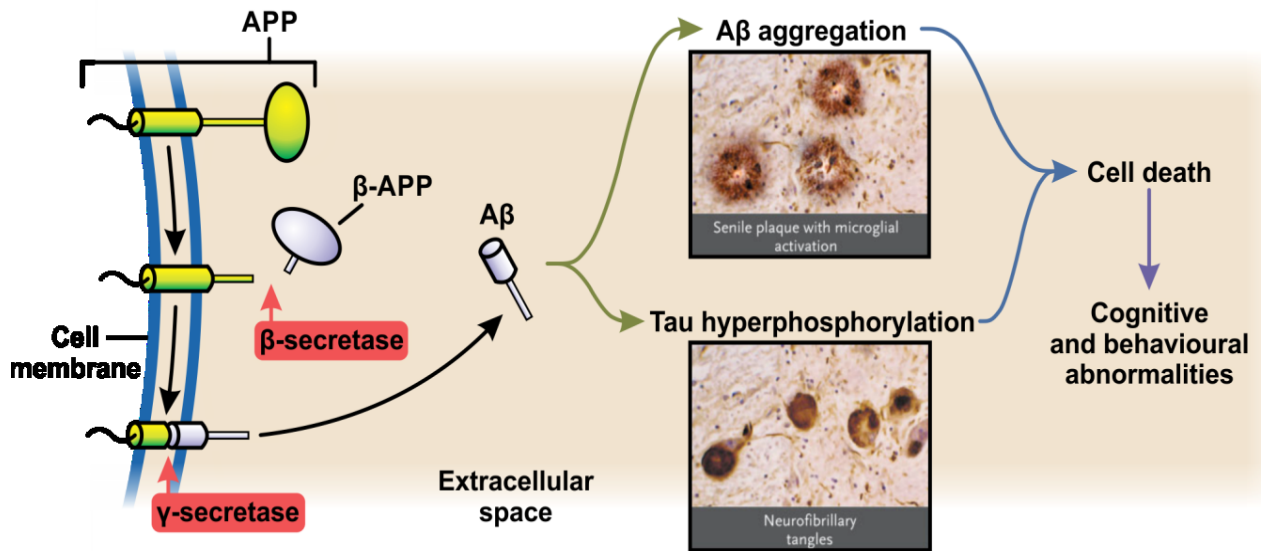 APP
β-APP
Aβ
β-secretase
Cell
membrane
γ-secretase
Extracellular
space
Aβ aggregation
Senile plaque with microglial
activation
Tau hyperphosphorylation
Neurofibrillary
tangles
Cell death
Cognitive
and behavioural
abnormalities